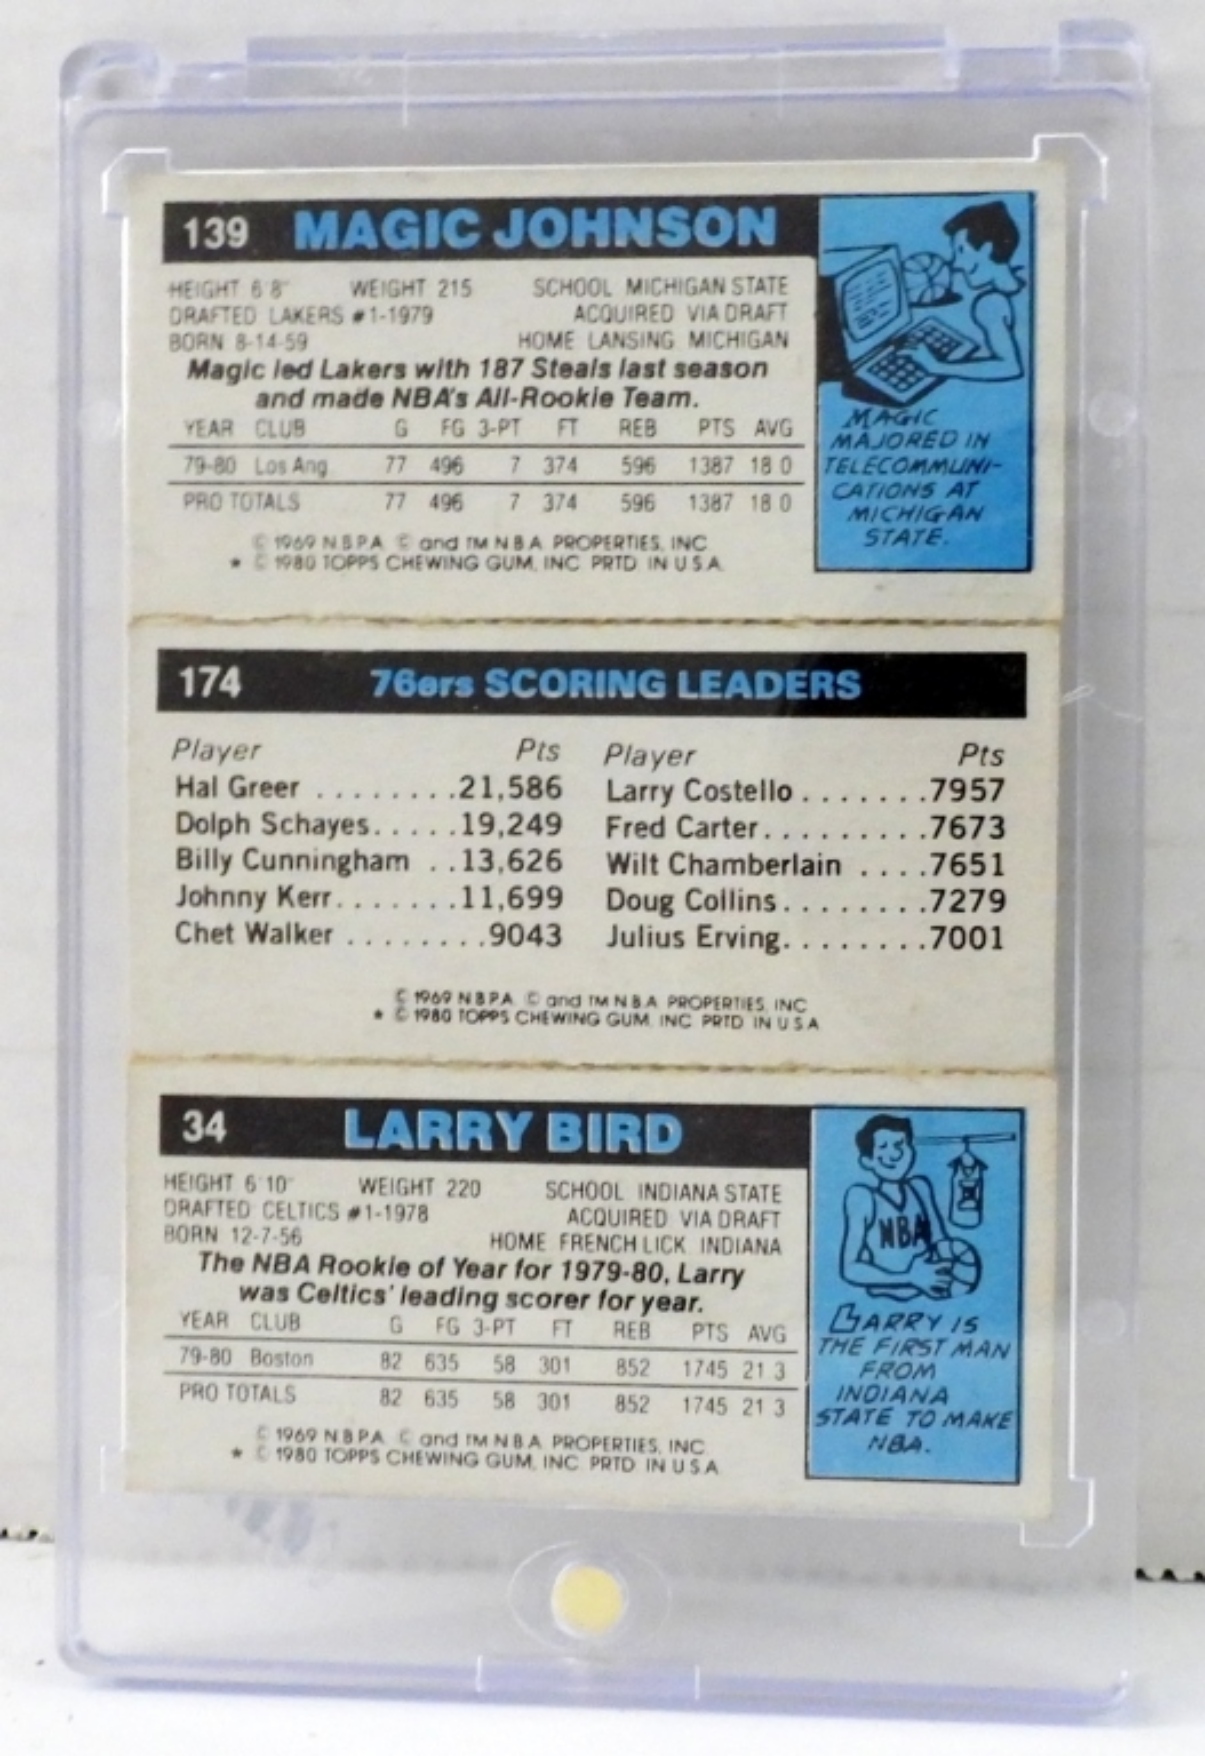 139 MAGIC JOHNSON
HEIGHT 6'8" WEIGHT 215 SCHOOL MICHIGAN STATE
DRAFTED LAKERS #1-1979 ACQUIRED VIA DRAFT
BORN 8-14-59 HOME LANSING MICHIGAN
Magic led Lakers with 187 Steals last season
and made NBA's All-Rookie Team.
YEAR CLUB G FG 3-PT FT REB PTS AVG
79-80 Los Ang 77 496 7 374 596 1387 18 0
PRO TOTALS 77 496 7 374 596 1387 18 0
© 1969 N B P A © and TM N B A PROPERTIES, INC
* © 1980 TOPPS CHEWING GUM, INC PRTD IN U S A
MAGIC
MAJORED IN
TELECOMMUNI-
CATIONS AT
MICHIGAN
STATE.
174 76ers SCORING LEADERS
Player Pts Player Pts
Hal Greer ........21,586 Larry Costello.......7957
Dolph Schayes.....19,249 Fred Carter.........7673
Billy Cunningham ..13,626 Wilt Chamberlain ....7651
Johnny Kerr.......11,699 Doug Collins........7279
Chet Walker ........9043 Julius Erving........7001
© 1969 N B P A © and TM N B A PROPERTIES, INC
* © 1980 TOPPS CHEWING GUM, INC PRTD IN U S A
34 LARRY BIRD
HEIGHT 6'10" WEIGHT 220 SCHOOL INDIANA STATE
DRAFTED CELTICS #1-1978 ACQUIRED VIA DRAFT
BORN 12-7-56 HOME FRENCH LICK INDIANA
The NBA Rookie of Year for 1979-80, Larry
was Celtics' leading scorer for year.
YEAR CLUB G FG 3-PT FT REB PTS AVG
79-80 Boston 82 635 58 301 852 1745 21 3
PRO TOTALS 82 635 58 301 852 1745 21 3
© 1969 N B P A © and TM N B A PROPERTIES, INC
* © 1980 TOPPS CHEWING GUM, INC PRTD IN U S A
NBA
LARRY IS
THE FIRST MAN
FROM
INDIANA
STATE TO MAKE
NBA.